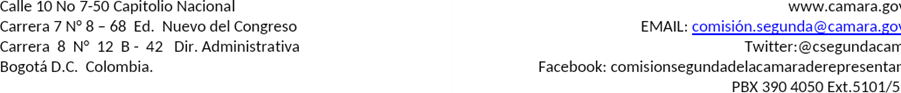 Calle 10 No 7-50 Capitolio Nacional
Carrera 7 N° 8 – 68 Ed. Nuevo del Congreso
Carrera 8 N° 12 B - 42 Dir. Administrativa
Bogotá D.C. Colombia.
www.camara.gov
EMAIL: comisión.segunda@camara.gov
Twitter:@csegundacam
Facebook: comisionsegundadelacamaraderepresentan
PBX 390 4050 Ext.5101/5